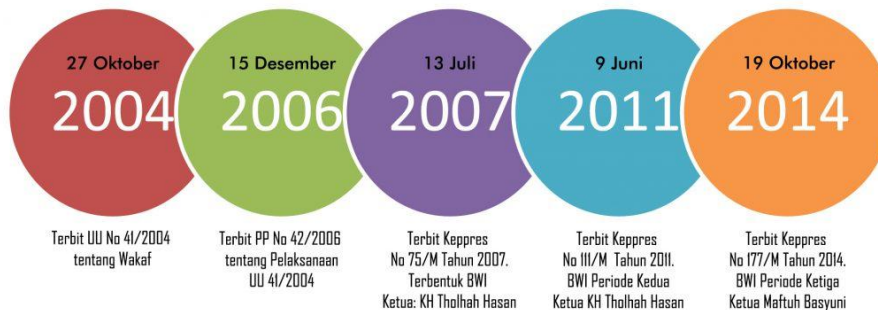 27 Oktober
2004
15 Desember
2006
13 Juli
2007
9 Juni
2011
19 Oktober
2014
Terbit UU No 41/2004
tentang Wakaf
Terbit PP No 42/2006
tentang Pelaksanaan
UU 41/2004
Terbit Keppres
No 75/M Tahun 2007.
Terbentuk BWI
Ketua: KH Tholhah Hasan
Terbit Keppres
No 111/M Tahun 2011.
BWI Periode Kedua
Ketua KH Tholhah Hasan
Terbit Keppres
No 177/M Tahun 2014.
BWI Periode Ketiga
Ketua Maftuh Basyuni